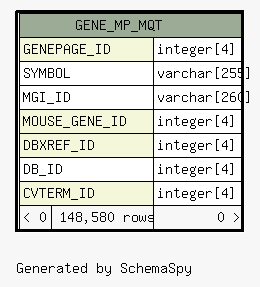 GENE_MP_MQT
GENEPAGE_ID integer[4]
SYMBOL varchar[255]
MGI_ID varchar[260]
MOUSE_GENE_ID integer[4]
DBXREF_ID integer[4]
DB_ID integer[4]
CVTERM_ID integer[4]
< 0 148,580 rows 0 >
Generated by SchemaSpy